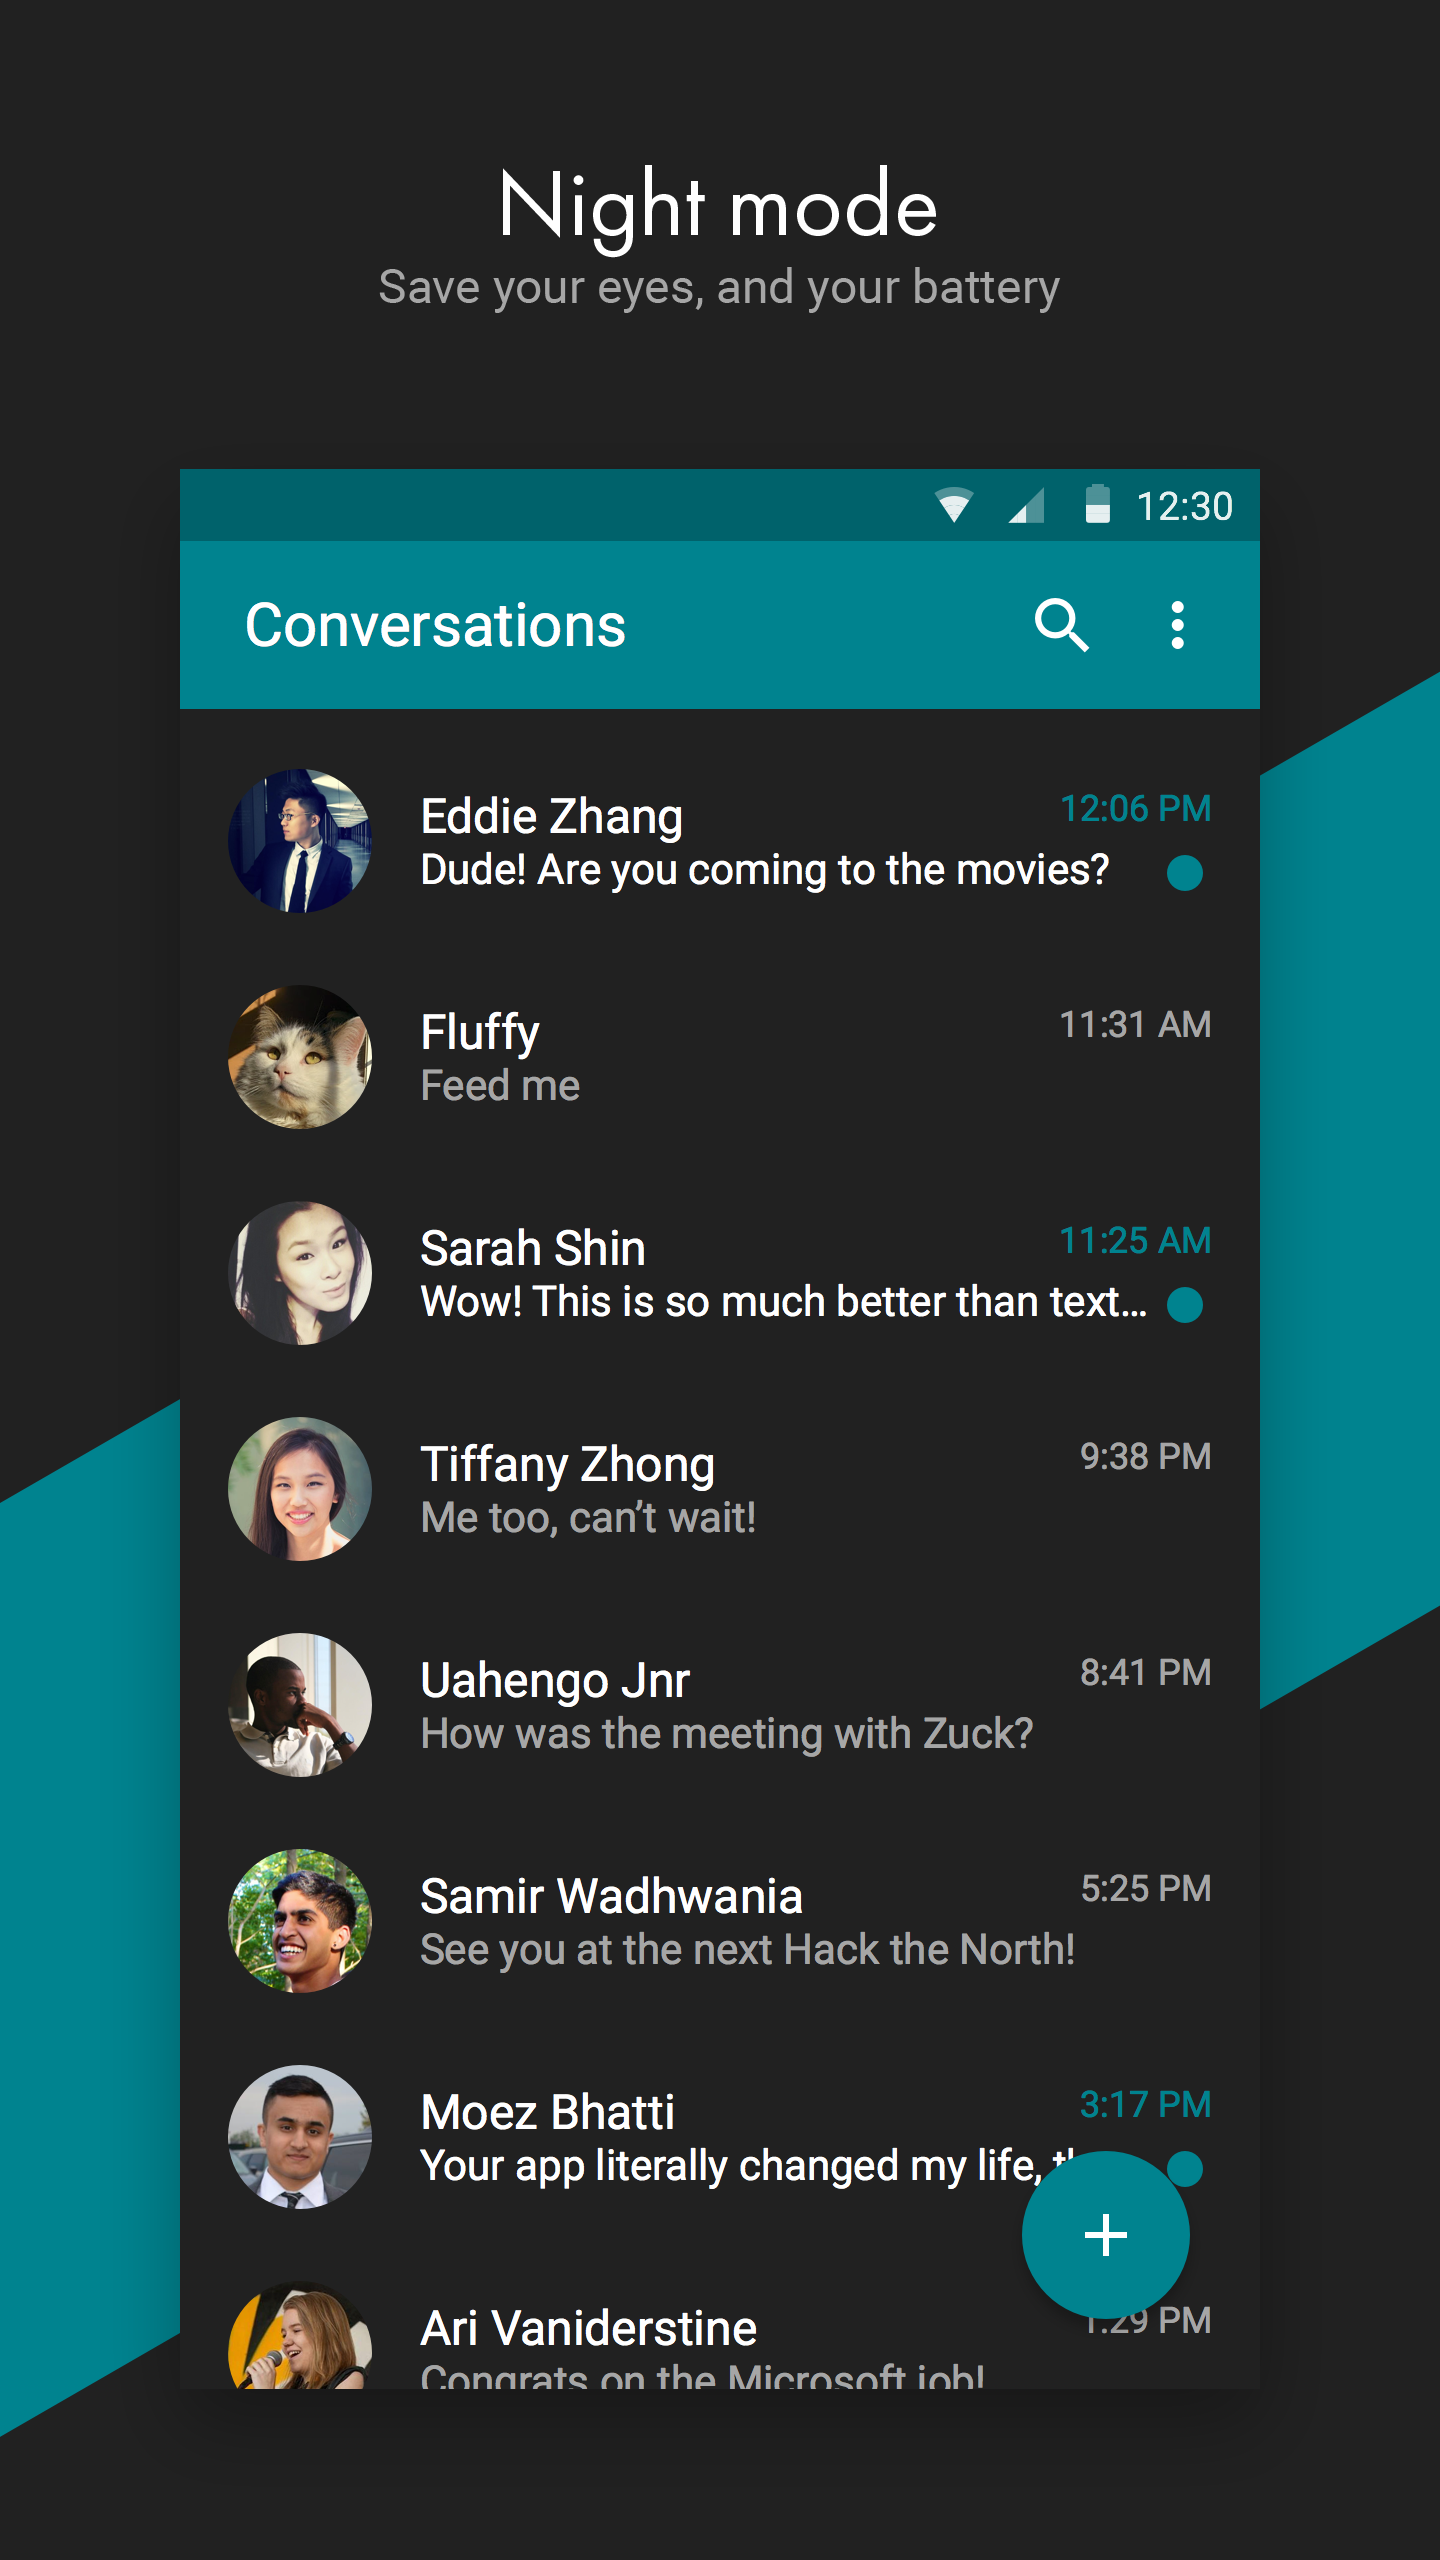 Night mode
Save your eyes, and your battery
12:30
Conversations
Eddie Zhang
12:06 PM
Dude! Are you coming to the movies?
Fluffy
11:31 AM
Feed me
Sarah Shin
11:25 AM
Wow! This is so much better than text...
Tiffany Zhong
9:38 PM
Me too, can’t wait!
Uahengo Jnr
8:41 PM
How was the meeting with Zuck?
Samir Wadhwania
5:25 PM
See you at the next Hack the North!
Moez Bhatti
3:17 PM
Your app literally changed my life,
Ari Vaniderstine
1:29 PM
Congrats on the Microsoft job!